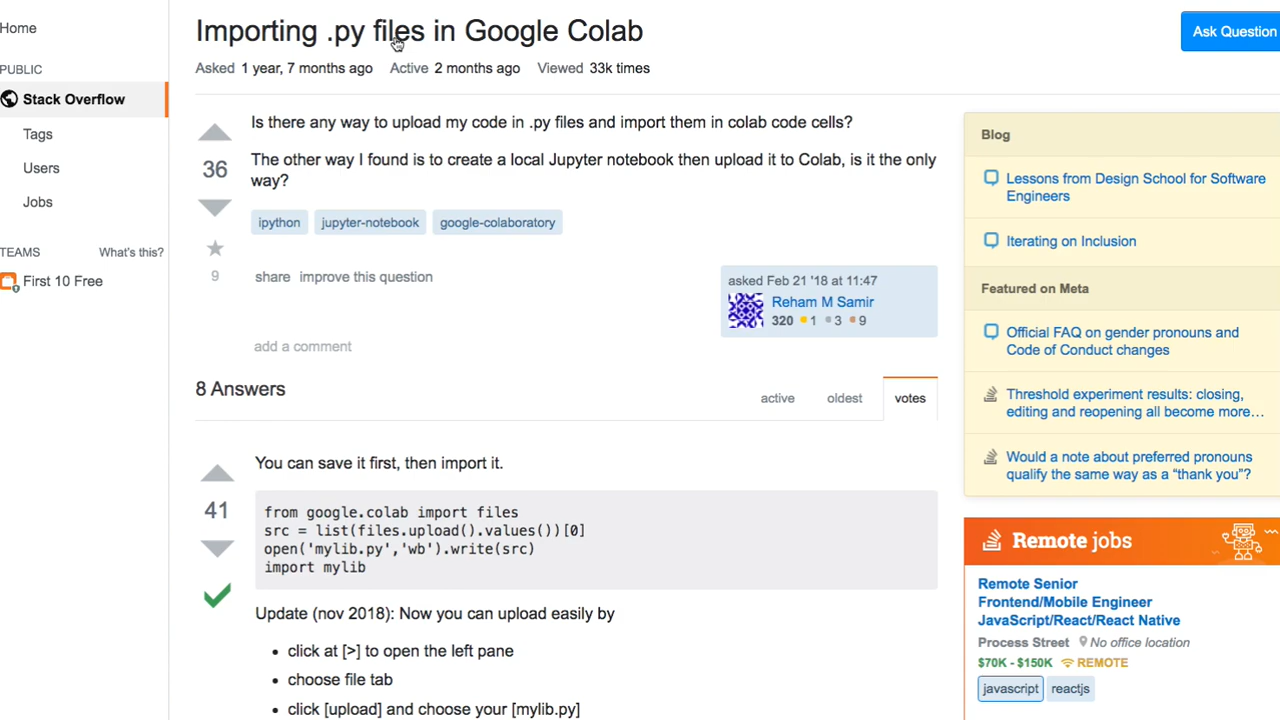 Home
PUBLIC
Stack Overflow
Tags
Users
Jobs
TEAMS What's this?
First 10 Free
Importing .py files in Google Colab
Asked 1 year, 7 months ago Active 2 months ago Viewed 33k times
Ask Question
36
9
Is there any way to upload my code in .py files and import them in colab code cells?
The other way I found is to create a local Jupyter notebook then upload it to Colab, is it the only
way?
ipython jupyter-notebook google-colaboratory
share improve this question
asked Feb 21 '18 at 11:47
Reham M Samir
320 1 3 9
add a comment
8 Answers
active oldest votes
41
You can save it first, then import it.
from google.colab import files
src = list(files.upload().values())[0]
open('mylib.py','wb').write(src)
import mylib
Update (nov 2018): Now you can upload easily by
• click at [>] to open the left pane
• choose file tab
• click [upload] and choose your [mylib.py]
Blog
Lessons from Design School for Software
Engineers
Iterating on Inclusion
Featured on Meta
Official FAQ on gender pronouns and
Code of Conduct changes
Threshold experiment results: closing,
editing and reopening all become more…
Would a note about preferred pronouns
qualify the same way as a “thank you”?
Remote jobs
Remote Senior
Frontend/Mobile Engineer
JavaScript/React/React Native
Process Street No office location
$70K - $150K REMOTE
javascript reactjs